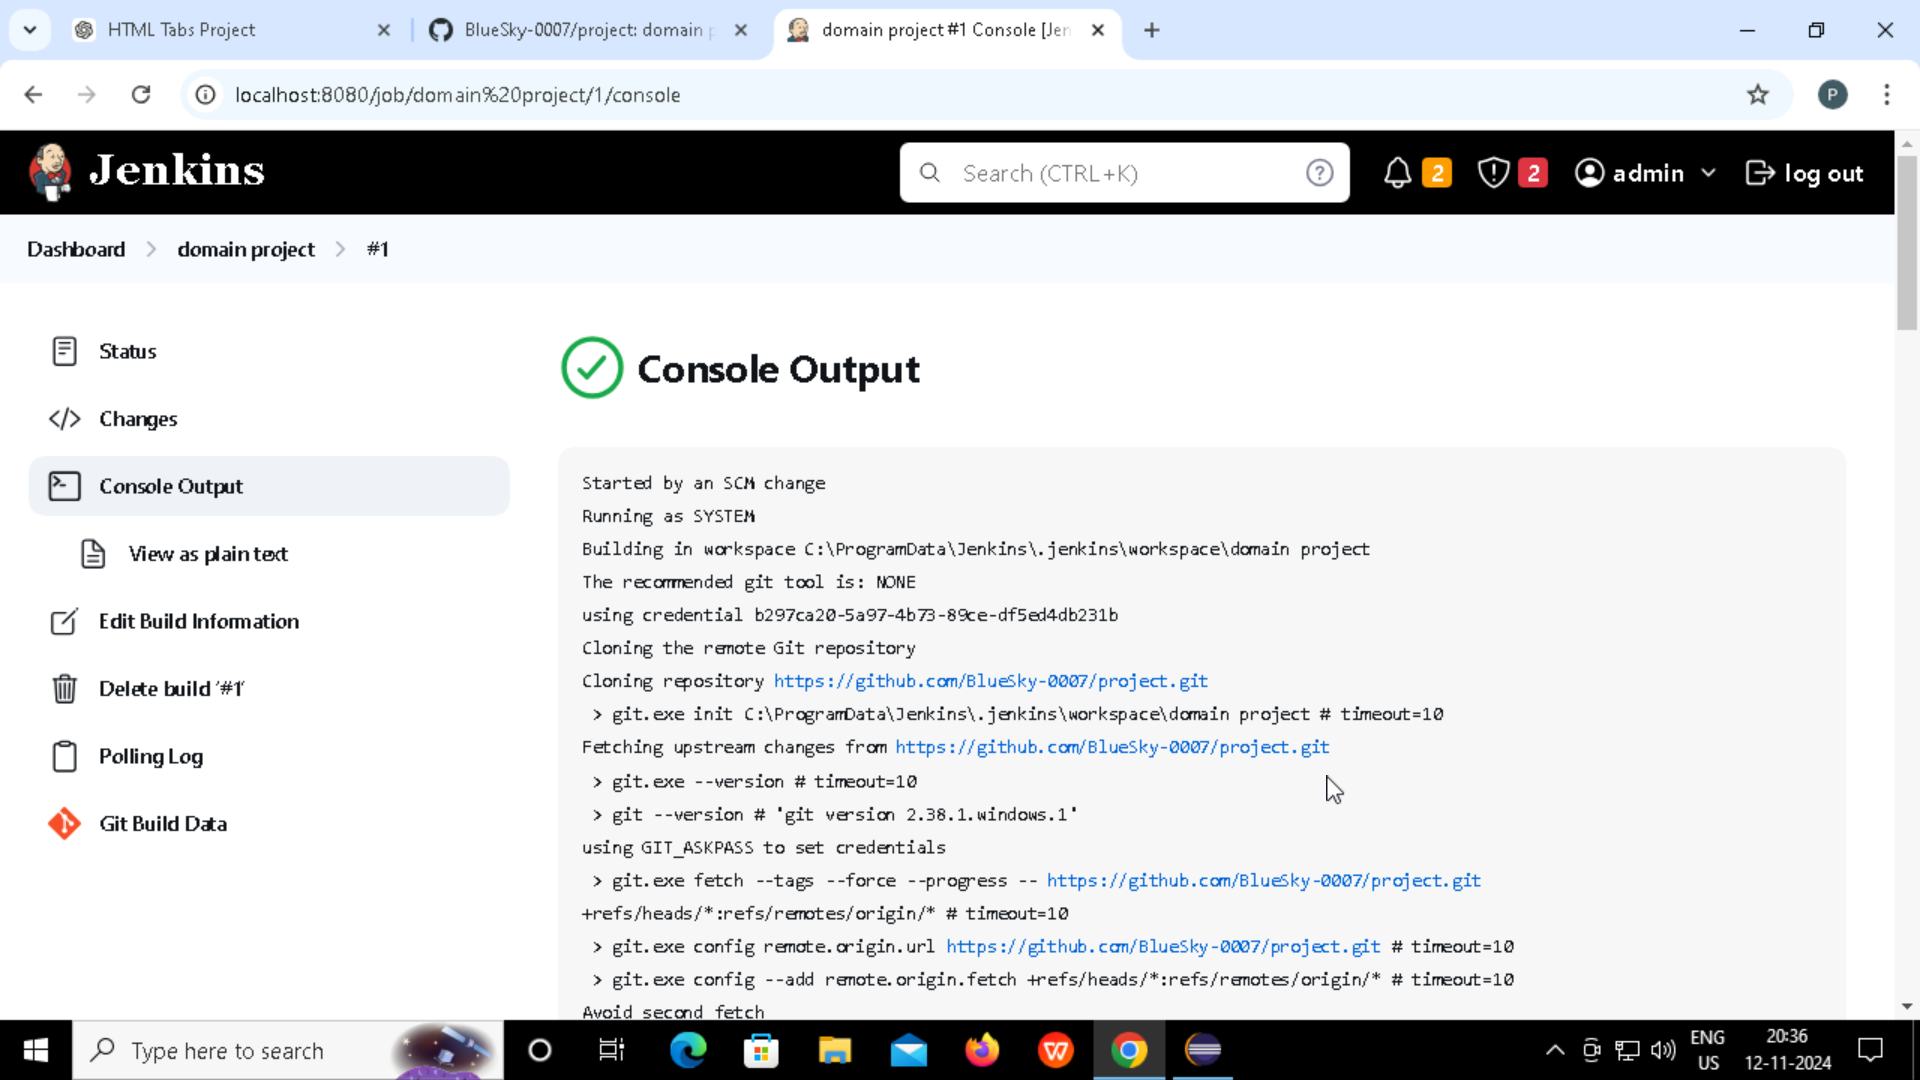 HTML Tabs Project
BlueSky-0007/project: domain p
domain project #1 Console [Jen
localhost:8080/job/domain%20project/1/console
P
Jenkins
Search (CTRL+K)
2
2
admin
log out
Dashboard
domain project
#1
Status
Changes
Console Output
View as plain text
Edit Build Information
Delete build '#1'
Polling Log
Git Build Data
Console Output
Started by an SCM change
Running as SYSTEM
Building in workspace C:\ProgramData\Jenkins\.jenkins\workspace\domain project
The recommended git tool is: NONE
using credential b297ca20-5a97-4b73-89ce-df5ed4db231b
Cloning the remote Git repository
Cloning repository https://github.com/BlueSky-0007/project.git
> git.exe init C:\ProgramData\Jenkins\.jenkins\workspace\domain project # timeout=10
Fetching upstream changes from https://github.com/BlueSky-0007/project.git
> git.exe --version # timeout=10
> git --version # 'git version 2.38.1.windows.1'
using GIT_ASKPASS to set credentials
> git.exe fetch --tags --force --progress -- https://github.com/BlueSky-0007/project.git
+refs/heads/*:refs/remotes/origin/* # timeout=10
> git.exe config remote.origin.url https://github.com/BlueSky-0007/project.git # timeout=10
> git.exe config --add remote.origin.fetch +refs/heads/*:refs/remotes/origin/* # timeout=10
Avoid second fetch
Type here to search
ENG
US
20:36
12-11-2024